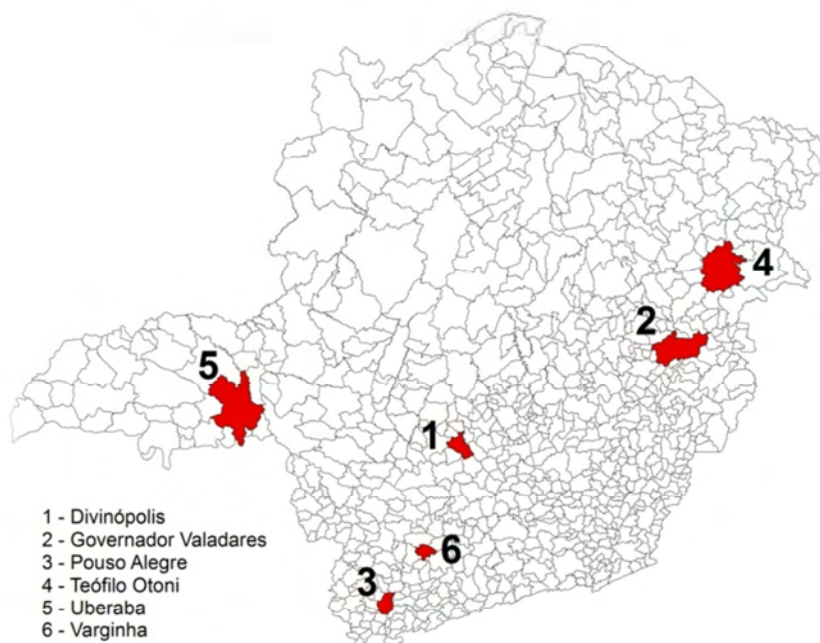 4
2
5
1
6
3
1 - Divinópolis
2 - Governador Valadares
3 - Pouso Alegre
4 - Teófilo Otoni
5 - Uberaba
6 - Varginha